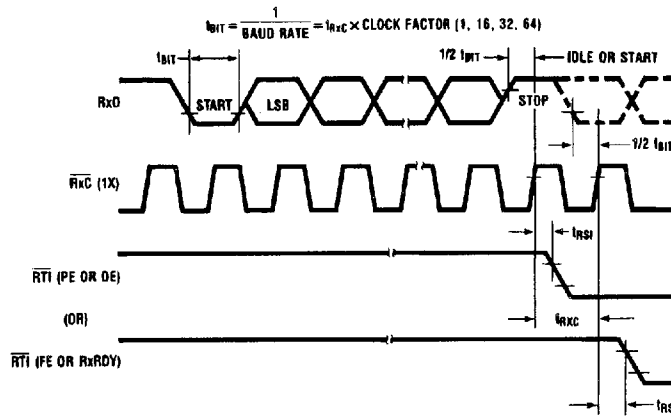 tBIT = 1 / BAUD RATE = tRxC × CLOCK FACTOR (1, 16, 32, 64)
tBIT
1/2 tBIT
IDLE OR START
RxD
START
LSB
STOP
1/2 tBIT
RxC (1X)
tRSI
RTI (PE OR OE)
(OR)
tRXC
RTI (FE OR RxRDY)
tRSI